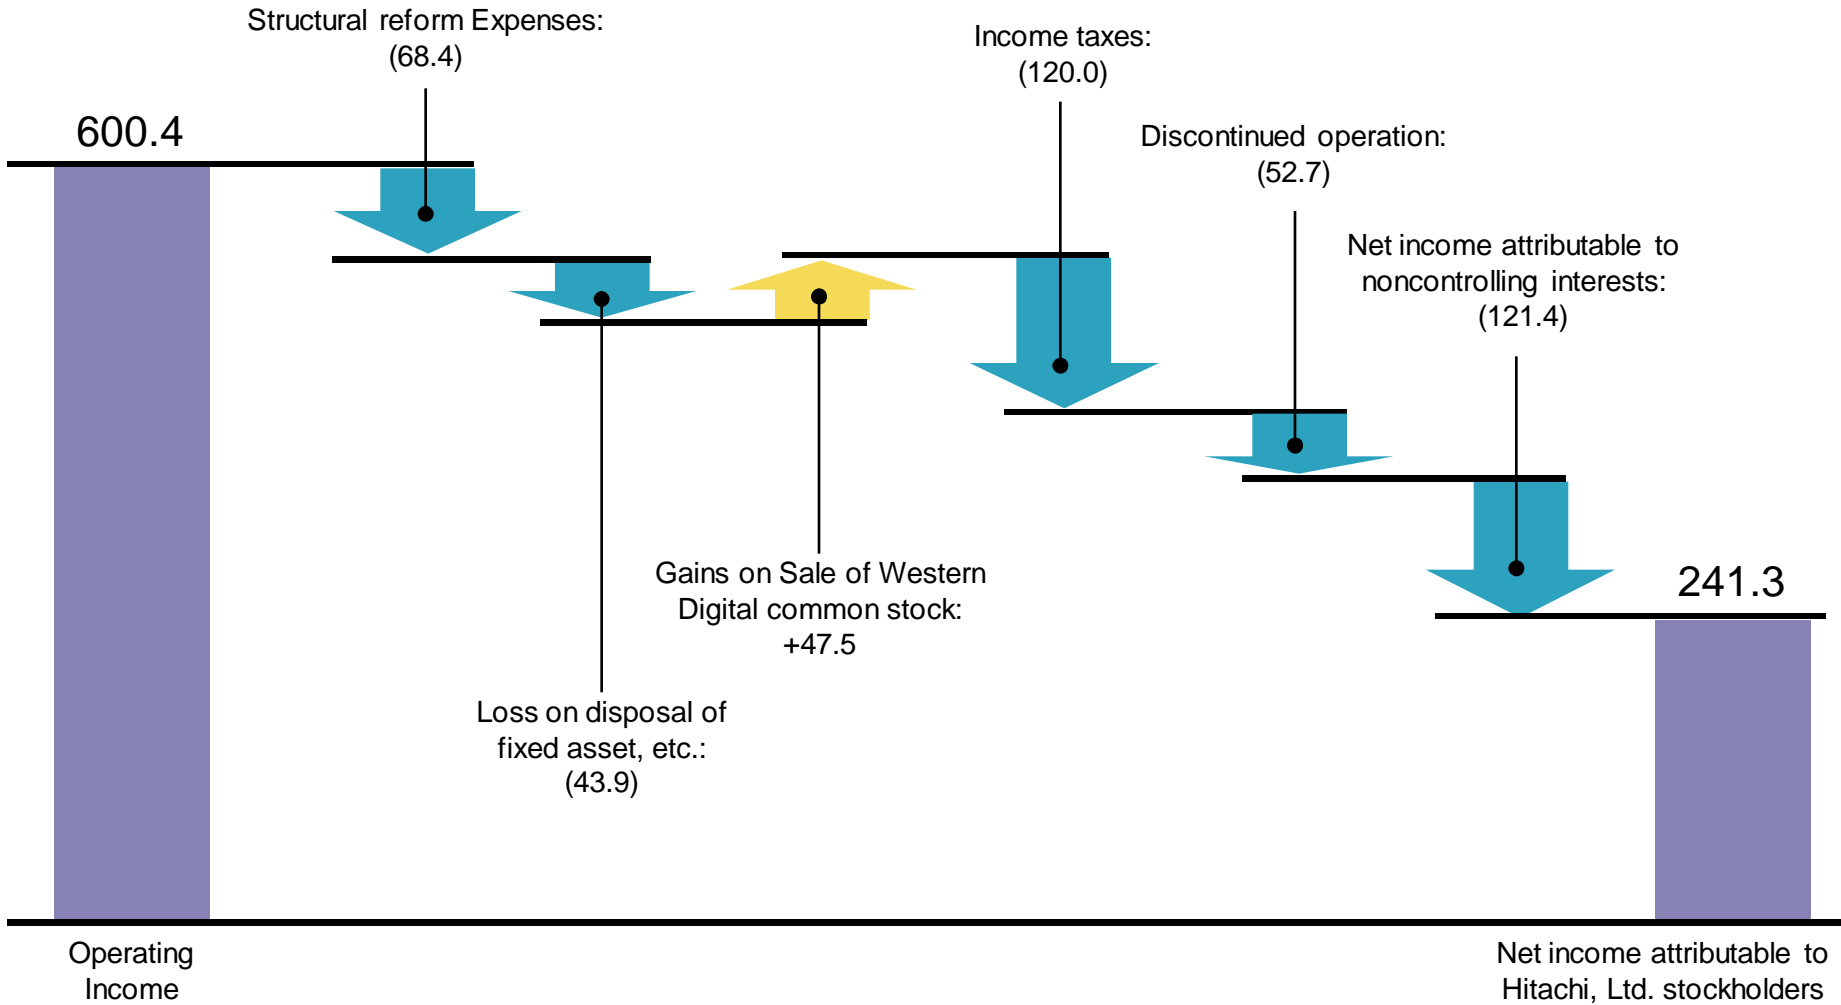 Structural reform Expenses:
(68.4)
Income taxes:
(120.0)
600.4
Discontinued operation:
(52.7)
Net income attributable to
noncontrolling interests:
(121.4)
Gains on Sale of Western
Digital common stock:
+47.5
241.3
Loss on disposal of
fixed asset, etc.:
(43.9)
Operating
Income
Net income attributable to
Hitachi, Ltd. stockholders